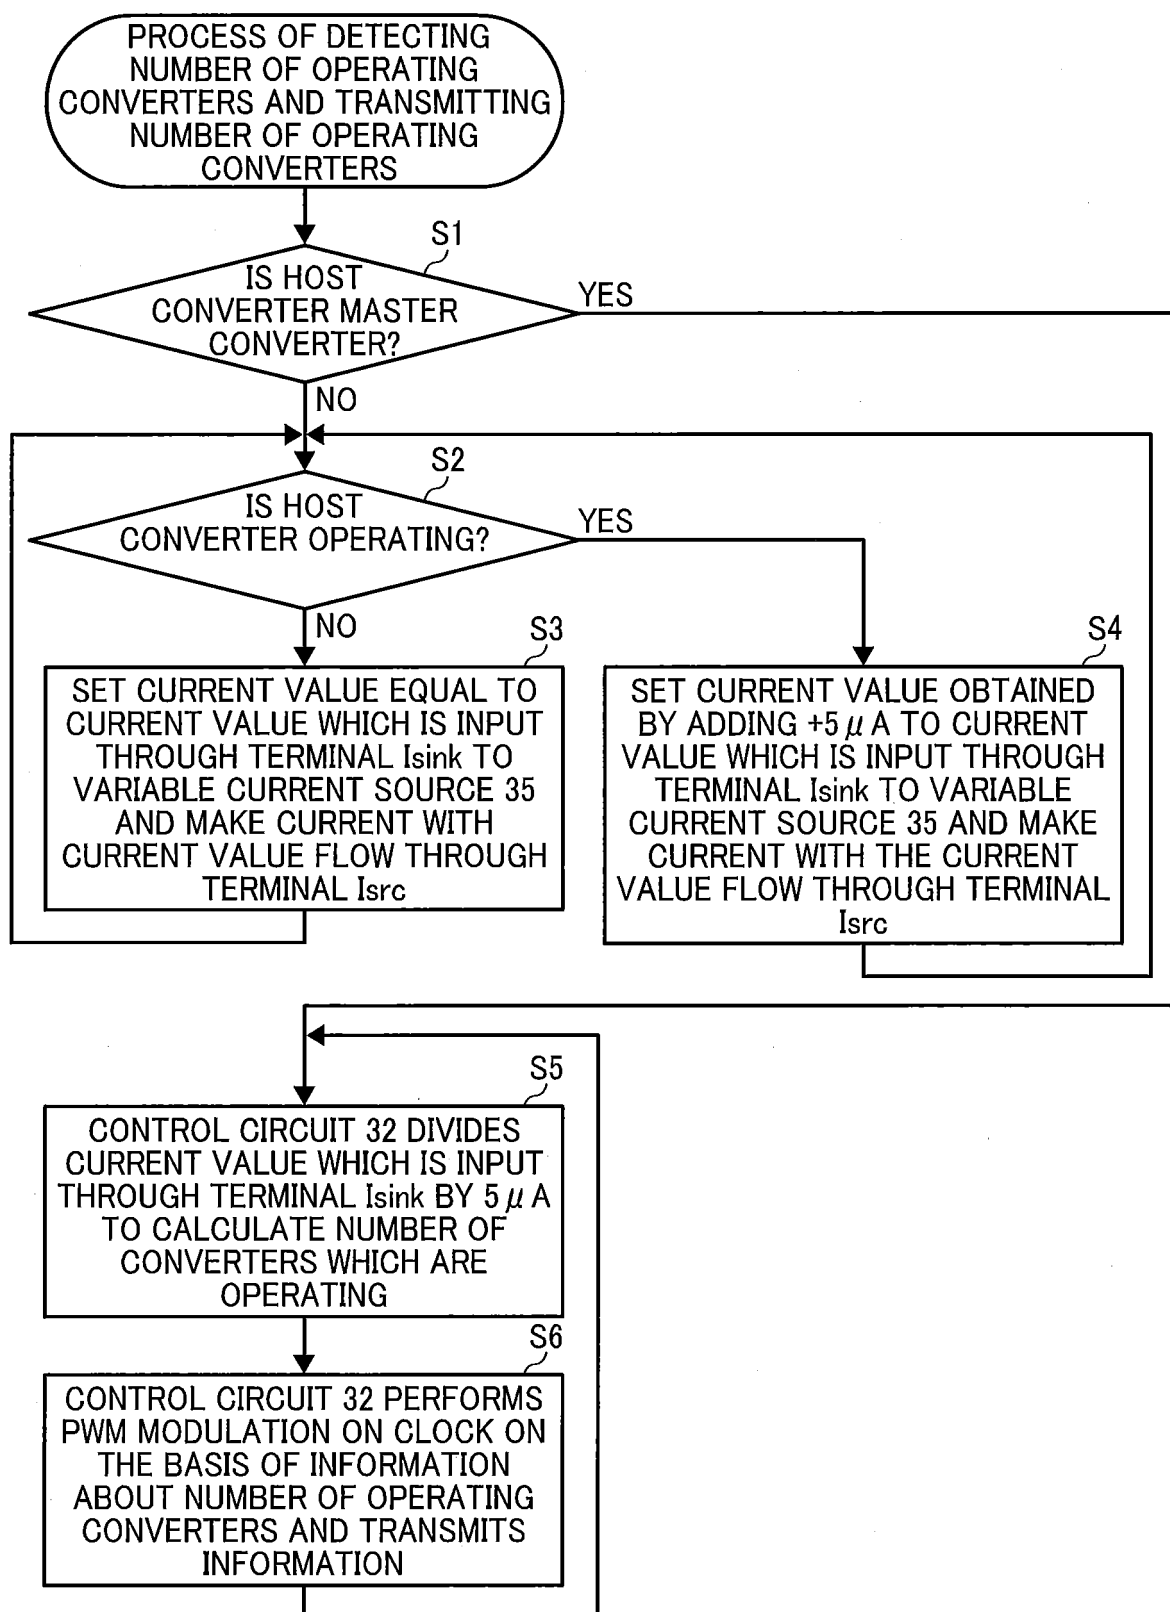 PROCESS OF DETECTING
NUMBER OF OPERATING
CONVERTERS AND TRANSMITTING
NUMBER OF OPERATING
CONVERTERS
S1
IS HOST
CONVERTER MASTER
CONVERTER?
YES
NO
S2
IS HOST
CONVERTER OPERATING?
YES
NO
S3
SET CURRENT VALUE EQUAL TO
CURRENT VALUE WHICH IS INPUT
THROUGH TERMINAL Isink TO
VARIABLE CURRENT SOURCE 35
AND MAKE CURRENT WITH
CURRENT VALUE FLOW THROUGH
TERMINAL Isrc
S4
SET CURRENT VALUE OBTAINED
BY ADDING +5 μ A TO CURRENT
VALUE WHICH IS INPUT THROUGH
TERMINAL Isink TO VARIABLE
CURRENT SOURCE 35 AND MAKE
CURRENT WITH THE CURRENT
VALUE FLOW THROUGH TERMINAL
Isrc
S5
CONTROL CIRCUIT 32 DIVIDES
CURRENT VALUE WHICH IS INPUT
THROUGH TERMINAL Isink BY 5 μ A
TO CALCULATE NUMBER OF
CONVERTERS WHICH ARE
OPERATING
S6
CONTROL CIRCUIT 32 PERFORMS
PWM MODULATION ON CLOCK ON
THE BASIS OF INFORMATION
ABOUT NUMBER OF OPERATING
CONVERTERS AND TRANSMITS
INFORMATION